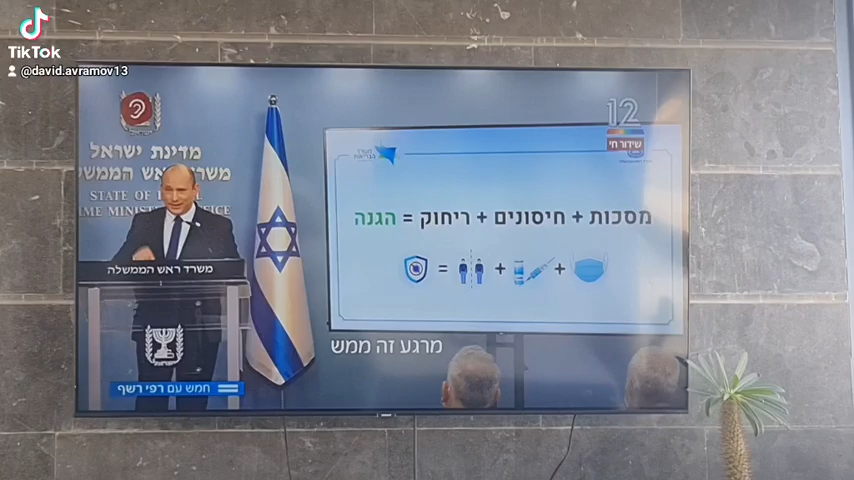 TikTok
@david.avramov13
12
שידור חי
מדינת ישראל
משרד ראש הממשלה
STATE OF
PRIME MINISTER'S OFFICE
משרד הבריאות
מסכות + חיסונים + ריחוק = הגנה
משרד ראש הממשלה
מרגע זה ממש
חמש עם רפי רשף